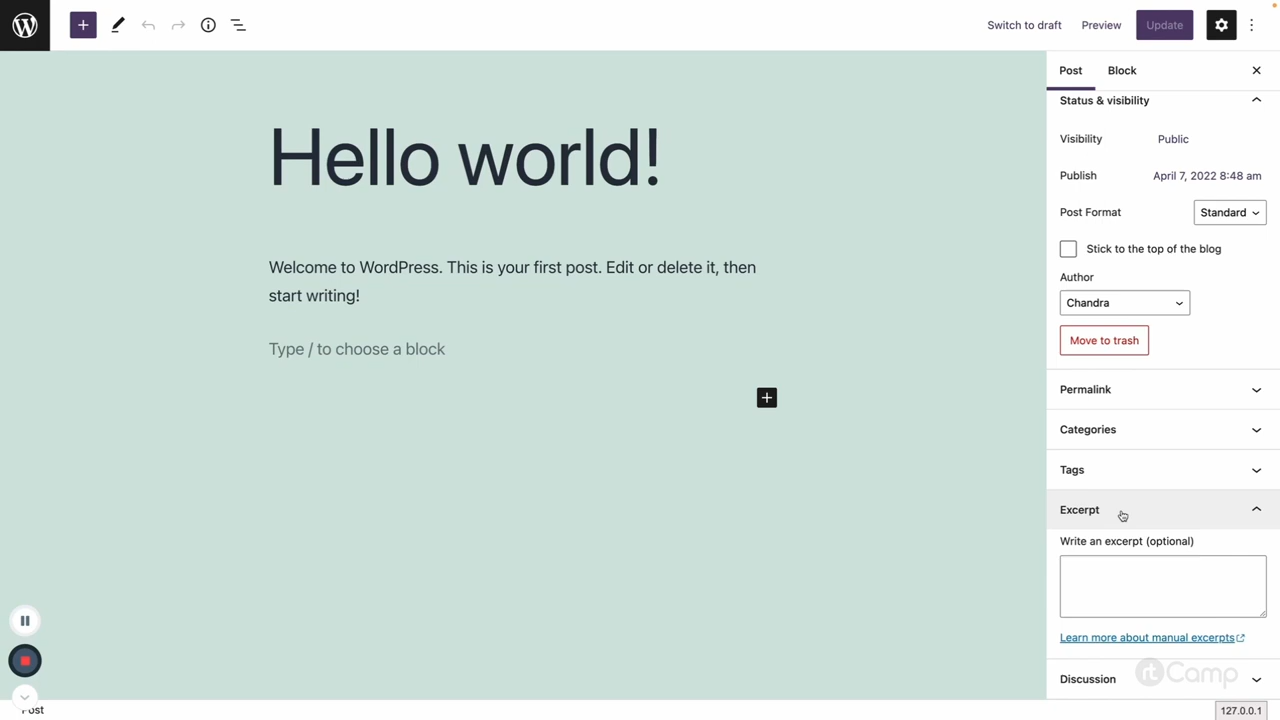 Switch to draft
Preview
Update
Post
Block
Status & visibility
Hello world!
Visibility
Public
Publish
April 7, 2022 8:48 am
Post Format
Standard
Stick to the top of the blog
Welcome to WordPress. This is your first post. Edit or delete it, then
start writing!
Author
Chandra
Type / to choose a block
Move to trash
Permalink
Categories
Tags
Excerpt
Write an excerpt (optional)
Learn more about manual excerpts
rtCamp
Discussion
Post
127.0.0.1